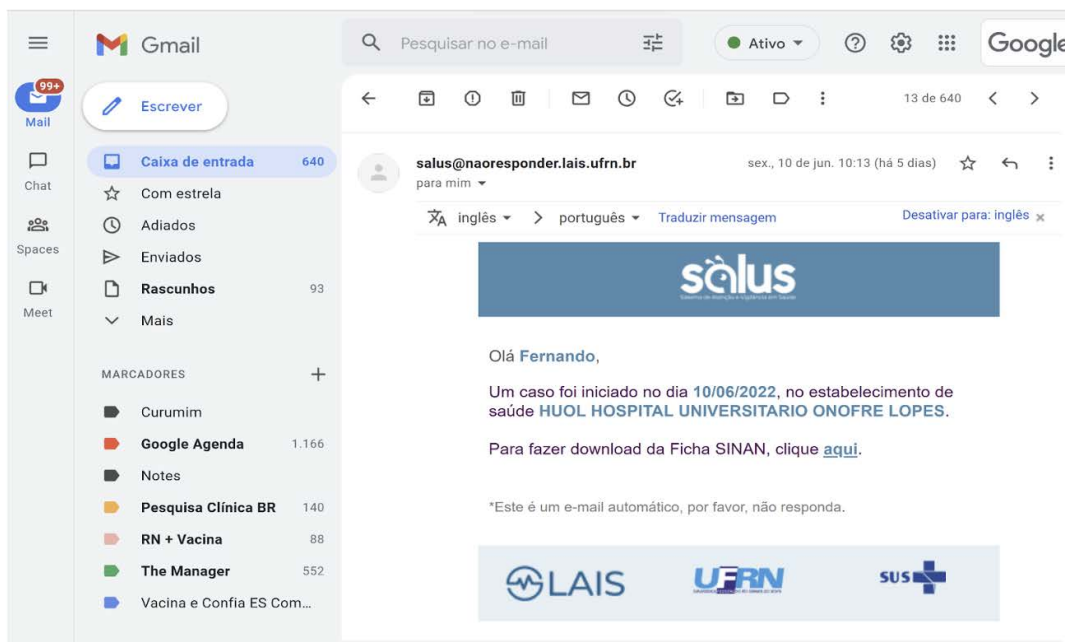 Gmail
Pesquisar no e-mail
Ativo
Google
99+
Mail
Escrever
13 de 640
Caixa de entrada 640
Chat
Com estrela
Adiados
Spaces
Enviados
Rascunhos 93
Meet
Mais
MARCADORES
Curumim
Google Agenda 1.166
Notes
Pesquisa Clínica BR 140
RN + Vacina 88
The Manager 552
Vacina e Confia ES Com...
salus@naoresponder.lais.ufrn.br sex., 10 de jun. 10:13 (há 5 dias)
para mim
inglês > português Traduzir mensagem Desativar para: inglês
sàlus
Olá Fernando,
Um caso foi iniciado no dia 10/06/2022, no estabelecimento de
saúde HUOL HOSPITAL UNIVERSITARIO ONOFRE LOPES.
Para fazer download da Ficha SINAN, clique aqui.
*Este é um e-mail automático, por favor, não responda.
LAIS UFRN SUS